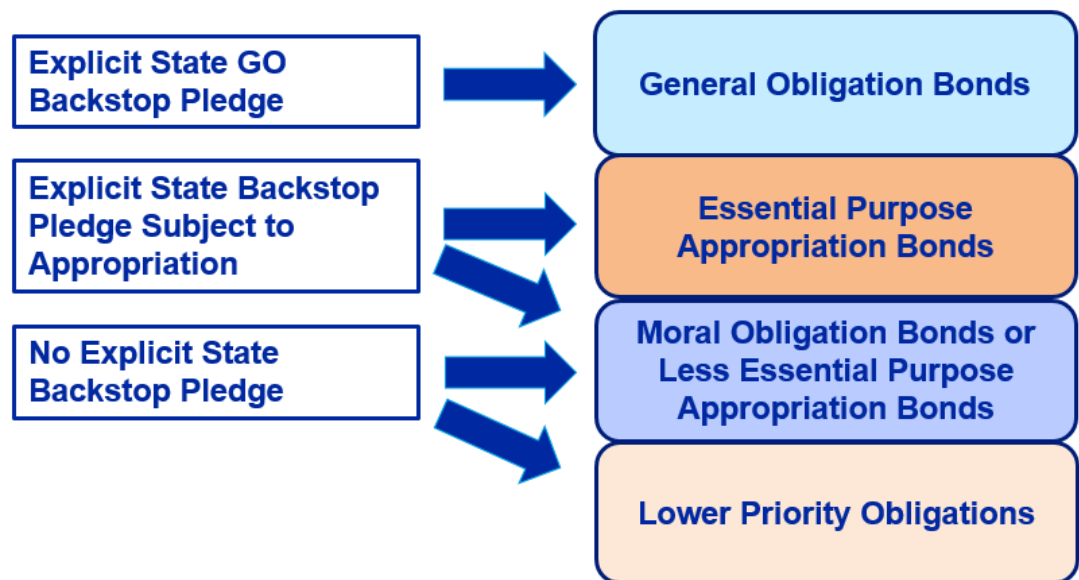 Explicit State GO
Backstop Pledge
General Obligation Bonds
Explicit State Backstop
Pledge Subject to
Appropriation
Essential Purpose
Appropriation Bonds
No Explicit State
Backstop Pledge
Moral Obligation Bonds or
Less Essential Purpose
Appropriation Bonds
Lower Priority Obligations